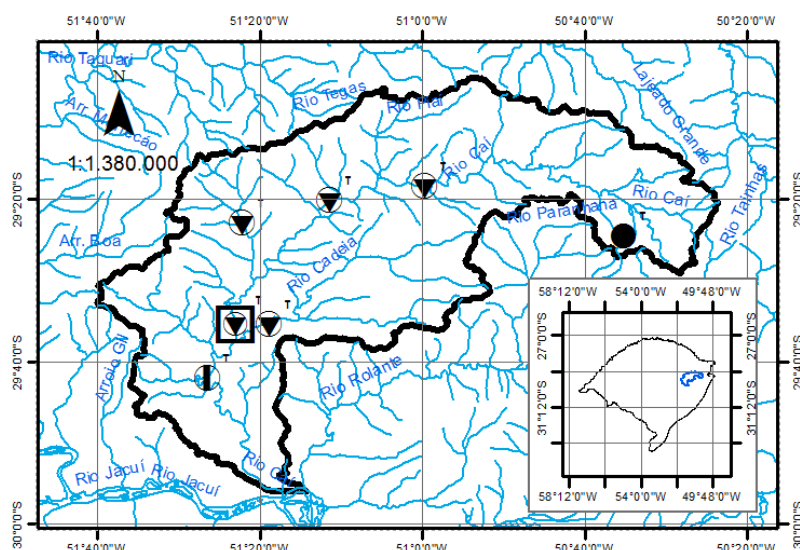 51°40'0"W 51°20'0"W 51°0'0"W 50°40'0"W 50°20'0"W
Rio Taquari
N
Rio Tegas
Rio Piaí
Lajeado Grande
1:1.380.000
Rio Caí
29°20'0"S
29°20'0"S
Rio Caí
Rio Tainhas
Rio Paranhana
T
T
T
Arr. Boa
Rio Cadeia
T
T
T
58°12'0"W 54°0'0"W 49°48'0"W
27°0'0"S
27°0'0"S
31°12'0"S
31°12'0"S
58°12'0"W 54°0'0"W 49°48'0"W
29°40'0"S
29°40'0"S
Arroio Gil
Rio Rolante
Rio Jacuí
Rio Jacuí
30°0'0"S
30°0'0"S
51°40'0"W 51°20'0"W 51°0'0"W 50°40'0"W 50°20'0"W